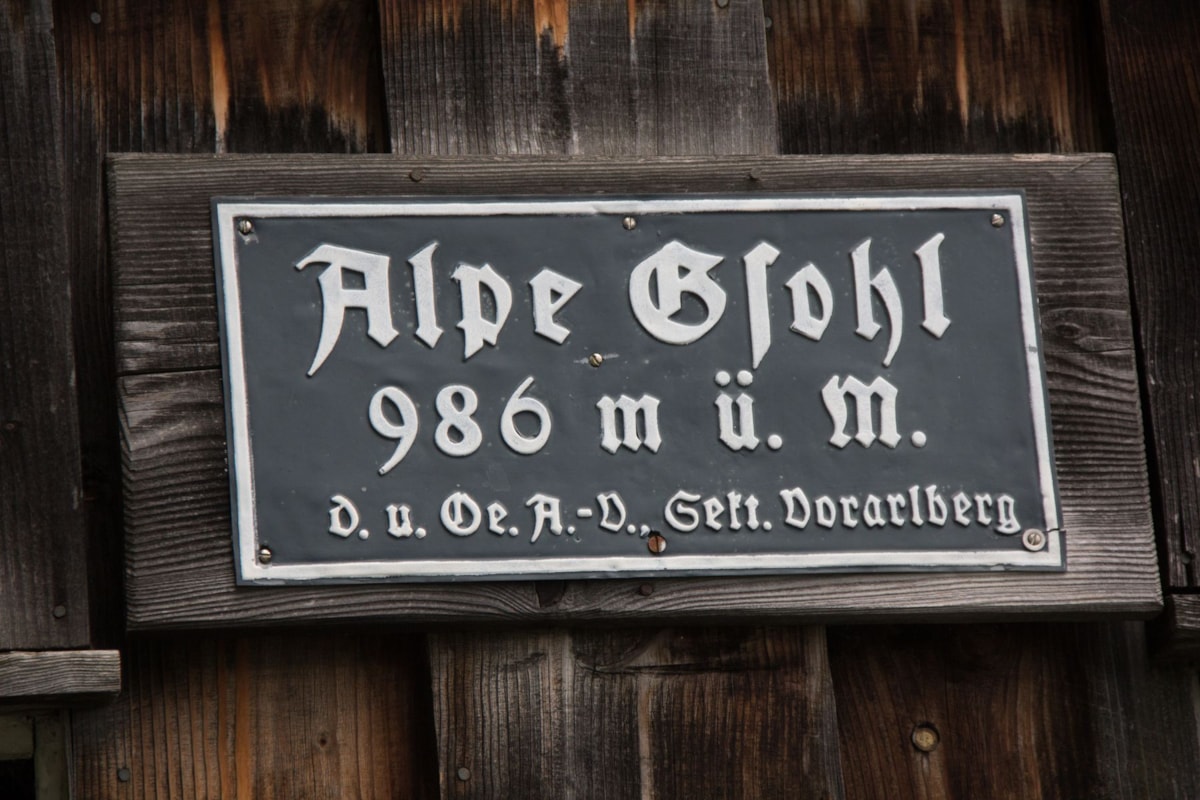 Alpe Gſohl
986 m ü. M.
D. u. Oe. A.-V., Sekt. Vorarlberg